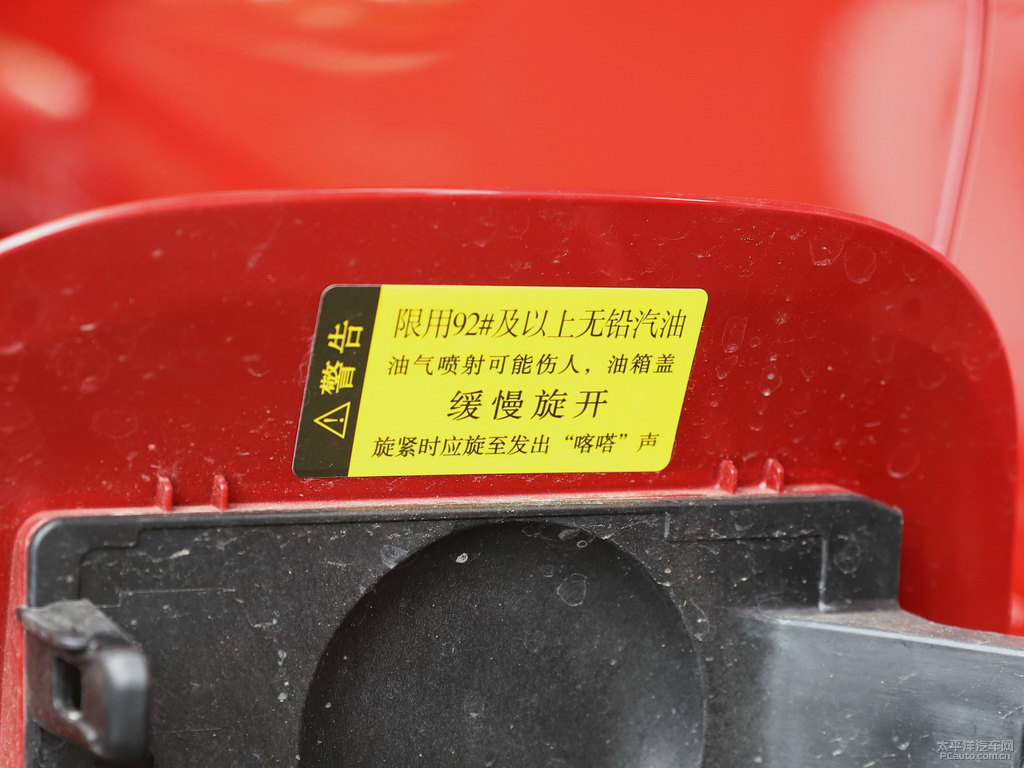 警告
限用92#及以上无铅汽油
油气喷射可能伤人，油箱盖
缓慢旋开
旋紧时应旋至发出“喀嗒”声
太平洋汽车网
PCauto.com.cn